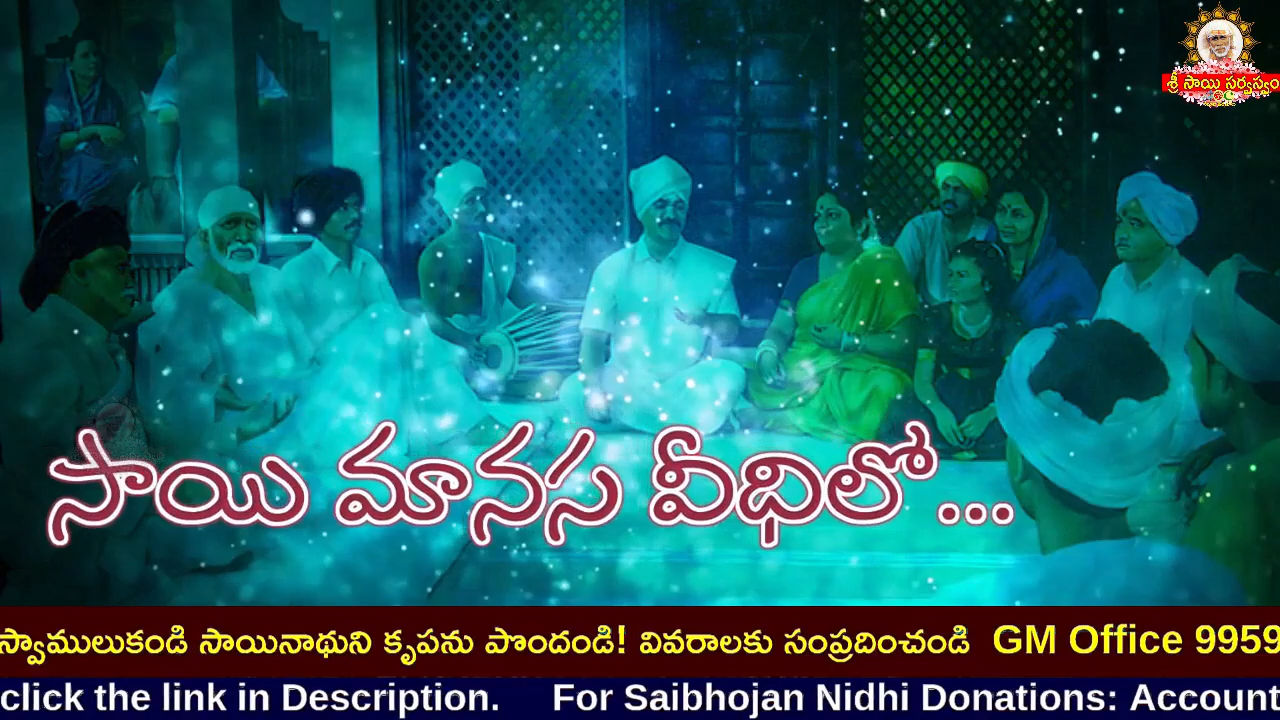 శ్రీ సాయి సర్వస్వం
సాయి మానస వీధిలో...
స్వాములుకండి సాయినాథుని కృపను పొందండి! వివరాలకు సంప్రదించండి GM Office 9959
click the link in Description. For Saibhojan Nidhi Donations: Account